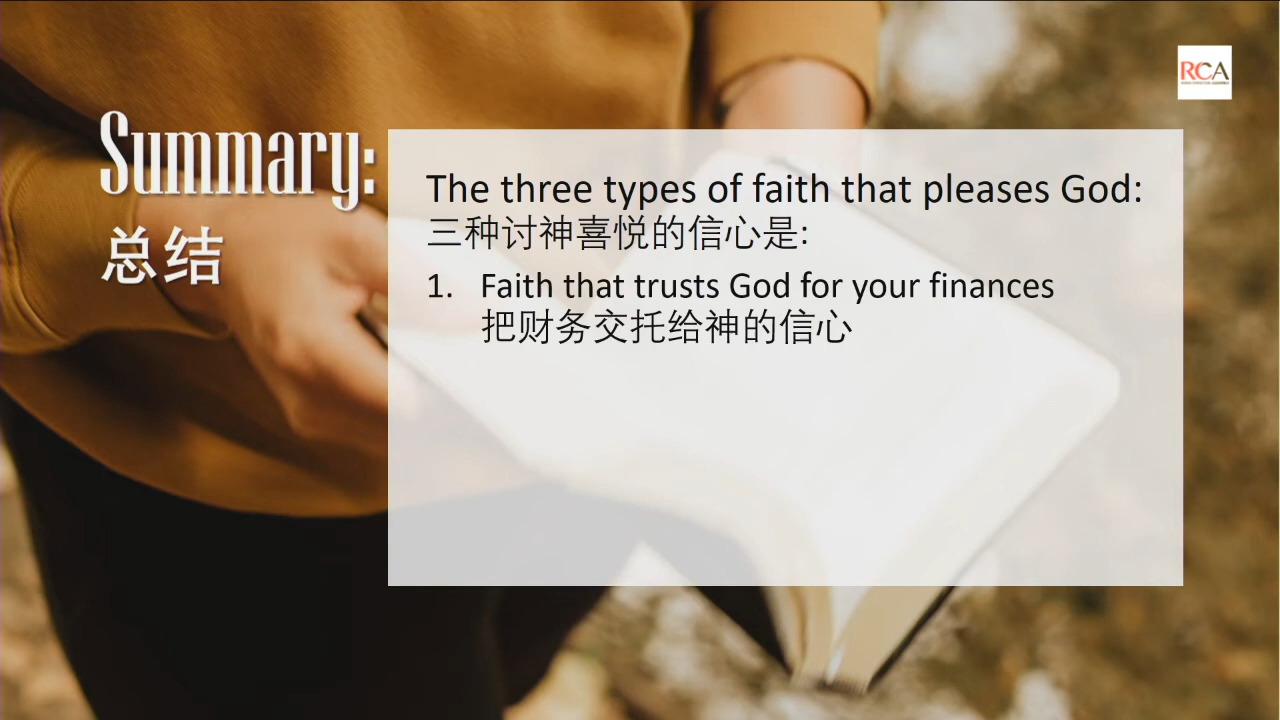 RCA
Summary:
总结
The three types of faith that pleases God:
三种讨神喜悦的信心是:
1. Faith that trusts God for your finances
把财务交托给神的信心